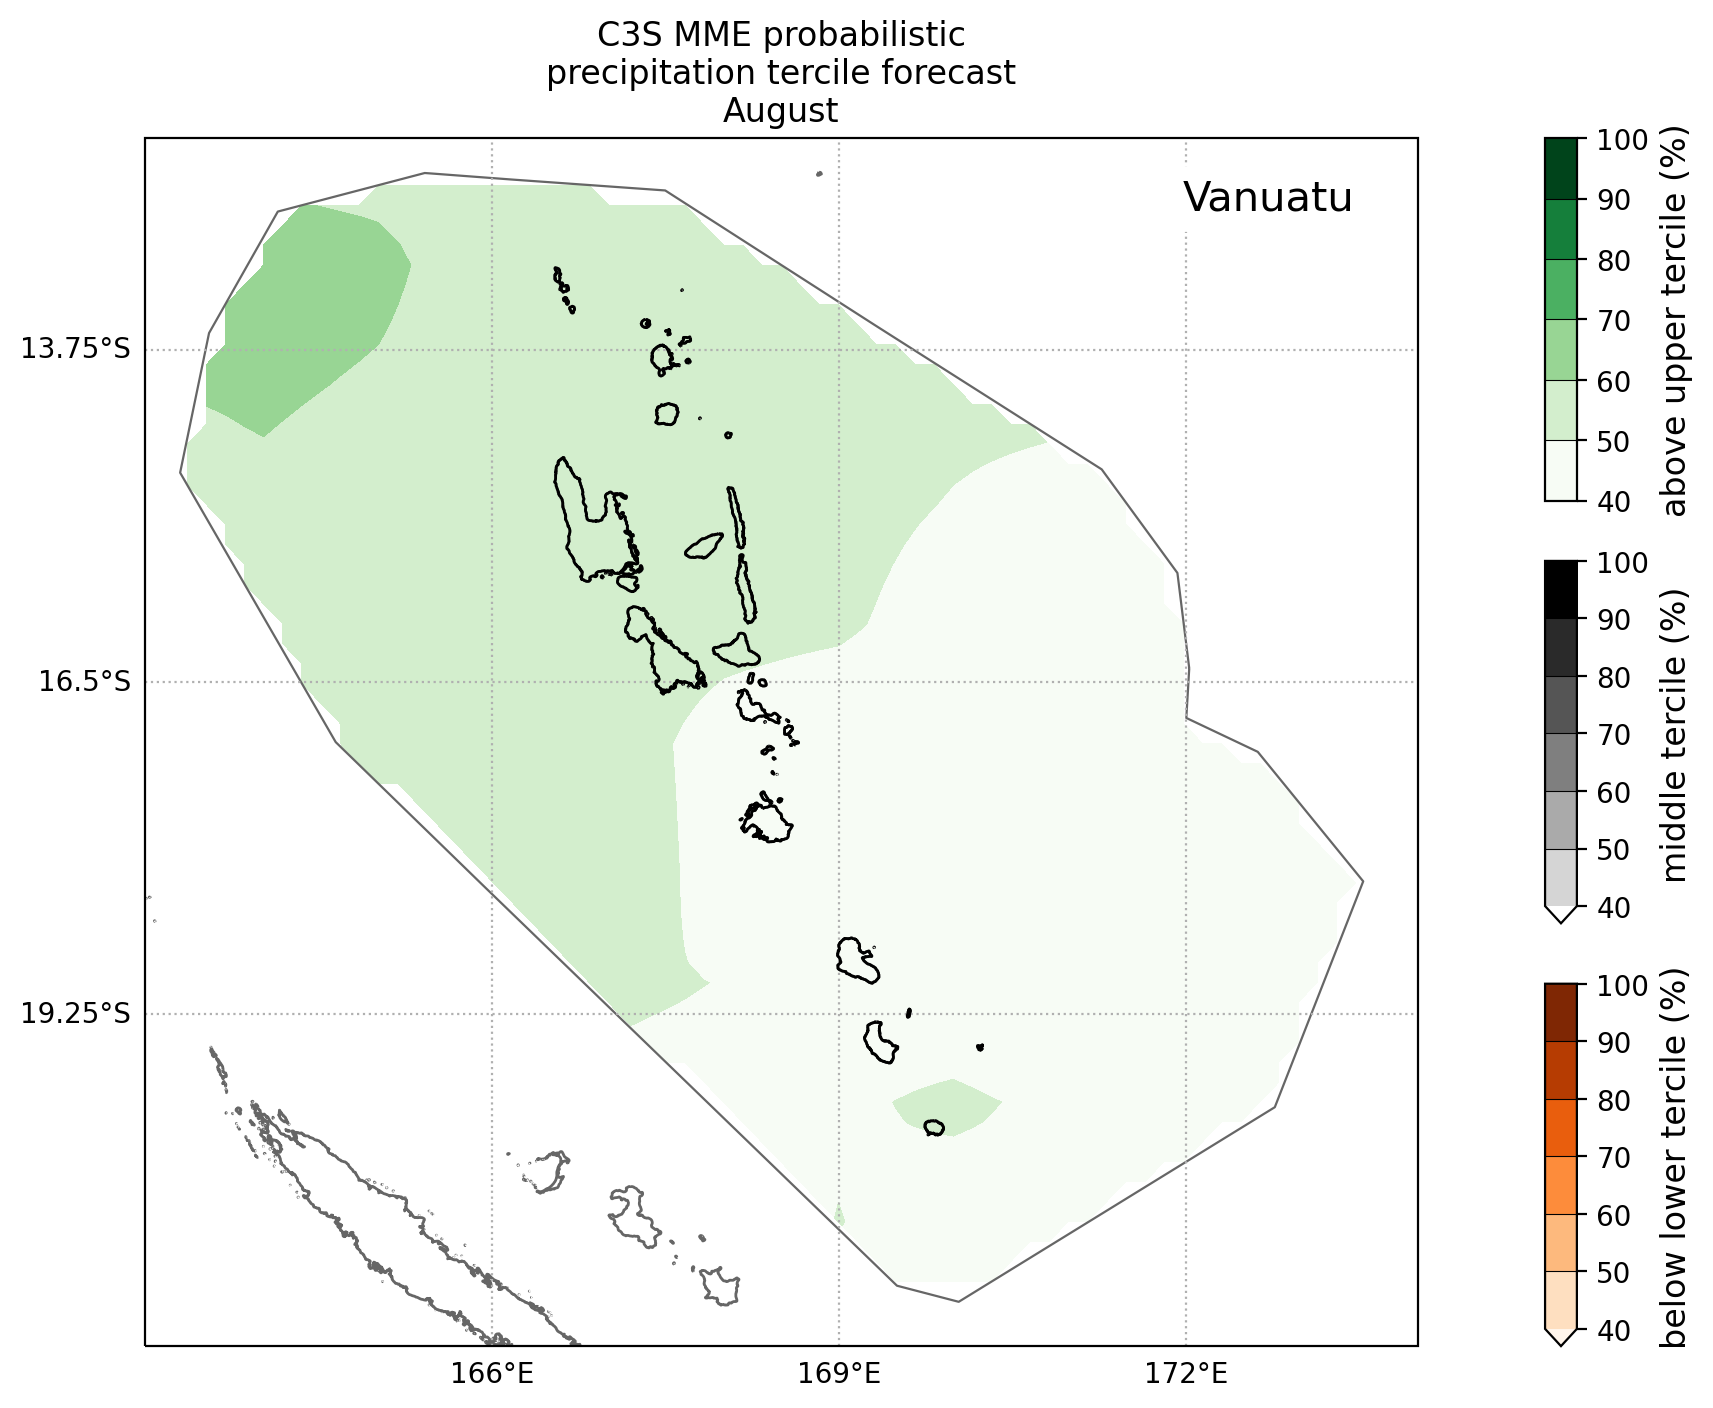 C3S MME probabilistic
precipitation tercile forecast
August
Vanuatu
13.75°S
16.5°S
19.25°S
166°E
169°E
172°E
100
90
80
70
60
50
40
above upper tercile (%)
100
90
80
70
60
50
40
middle tercile (%)
100
90
80
70
60
50
40
below lower tercile (%)